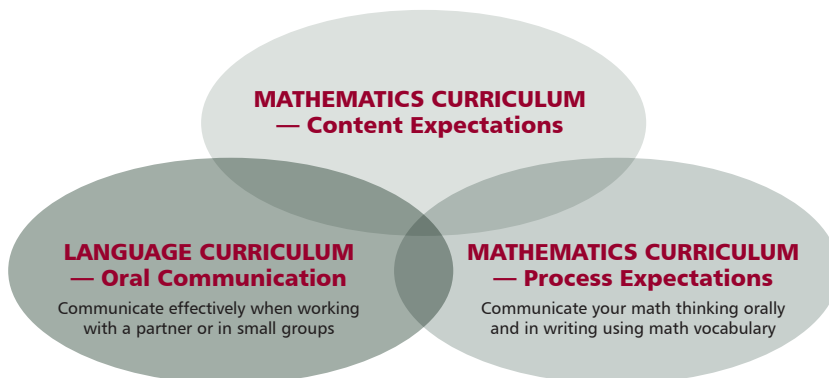 MATHEMATICS CURRICULUM
— Content Expectations
LANGUAGE CURRICULUM
— Oral Communication
Communicate effectively when working
with a partner or in small groups
MATHEMATICS CURRICULUM
— Process Expectations
Communicate your math thinking orally
and in writing using math vocabulary